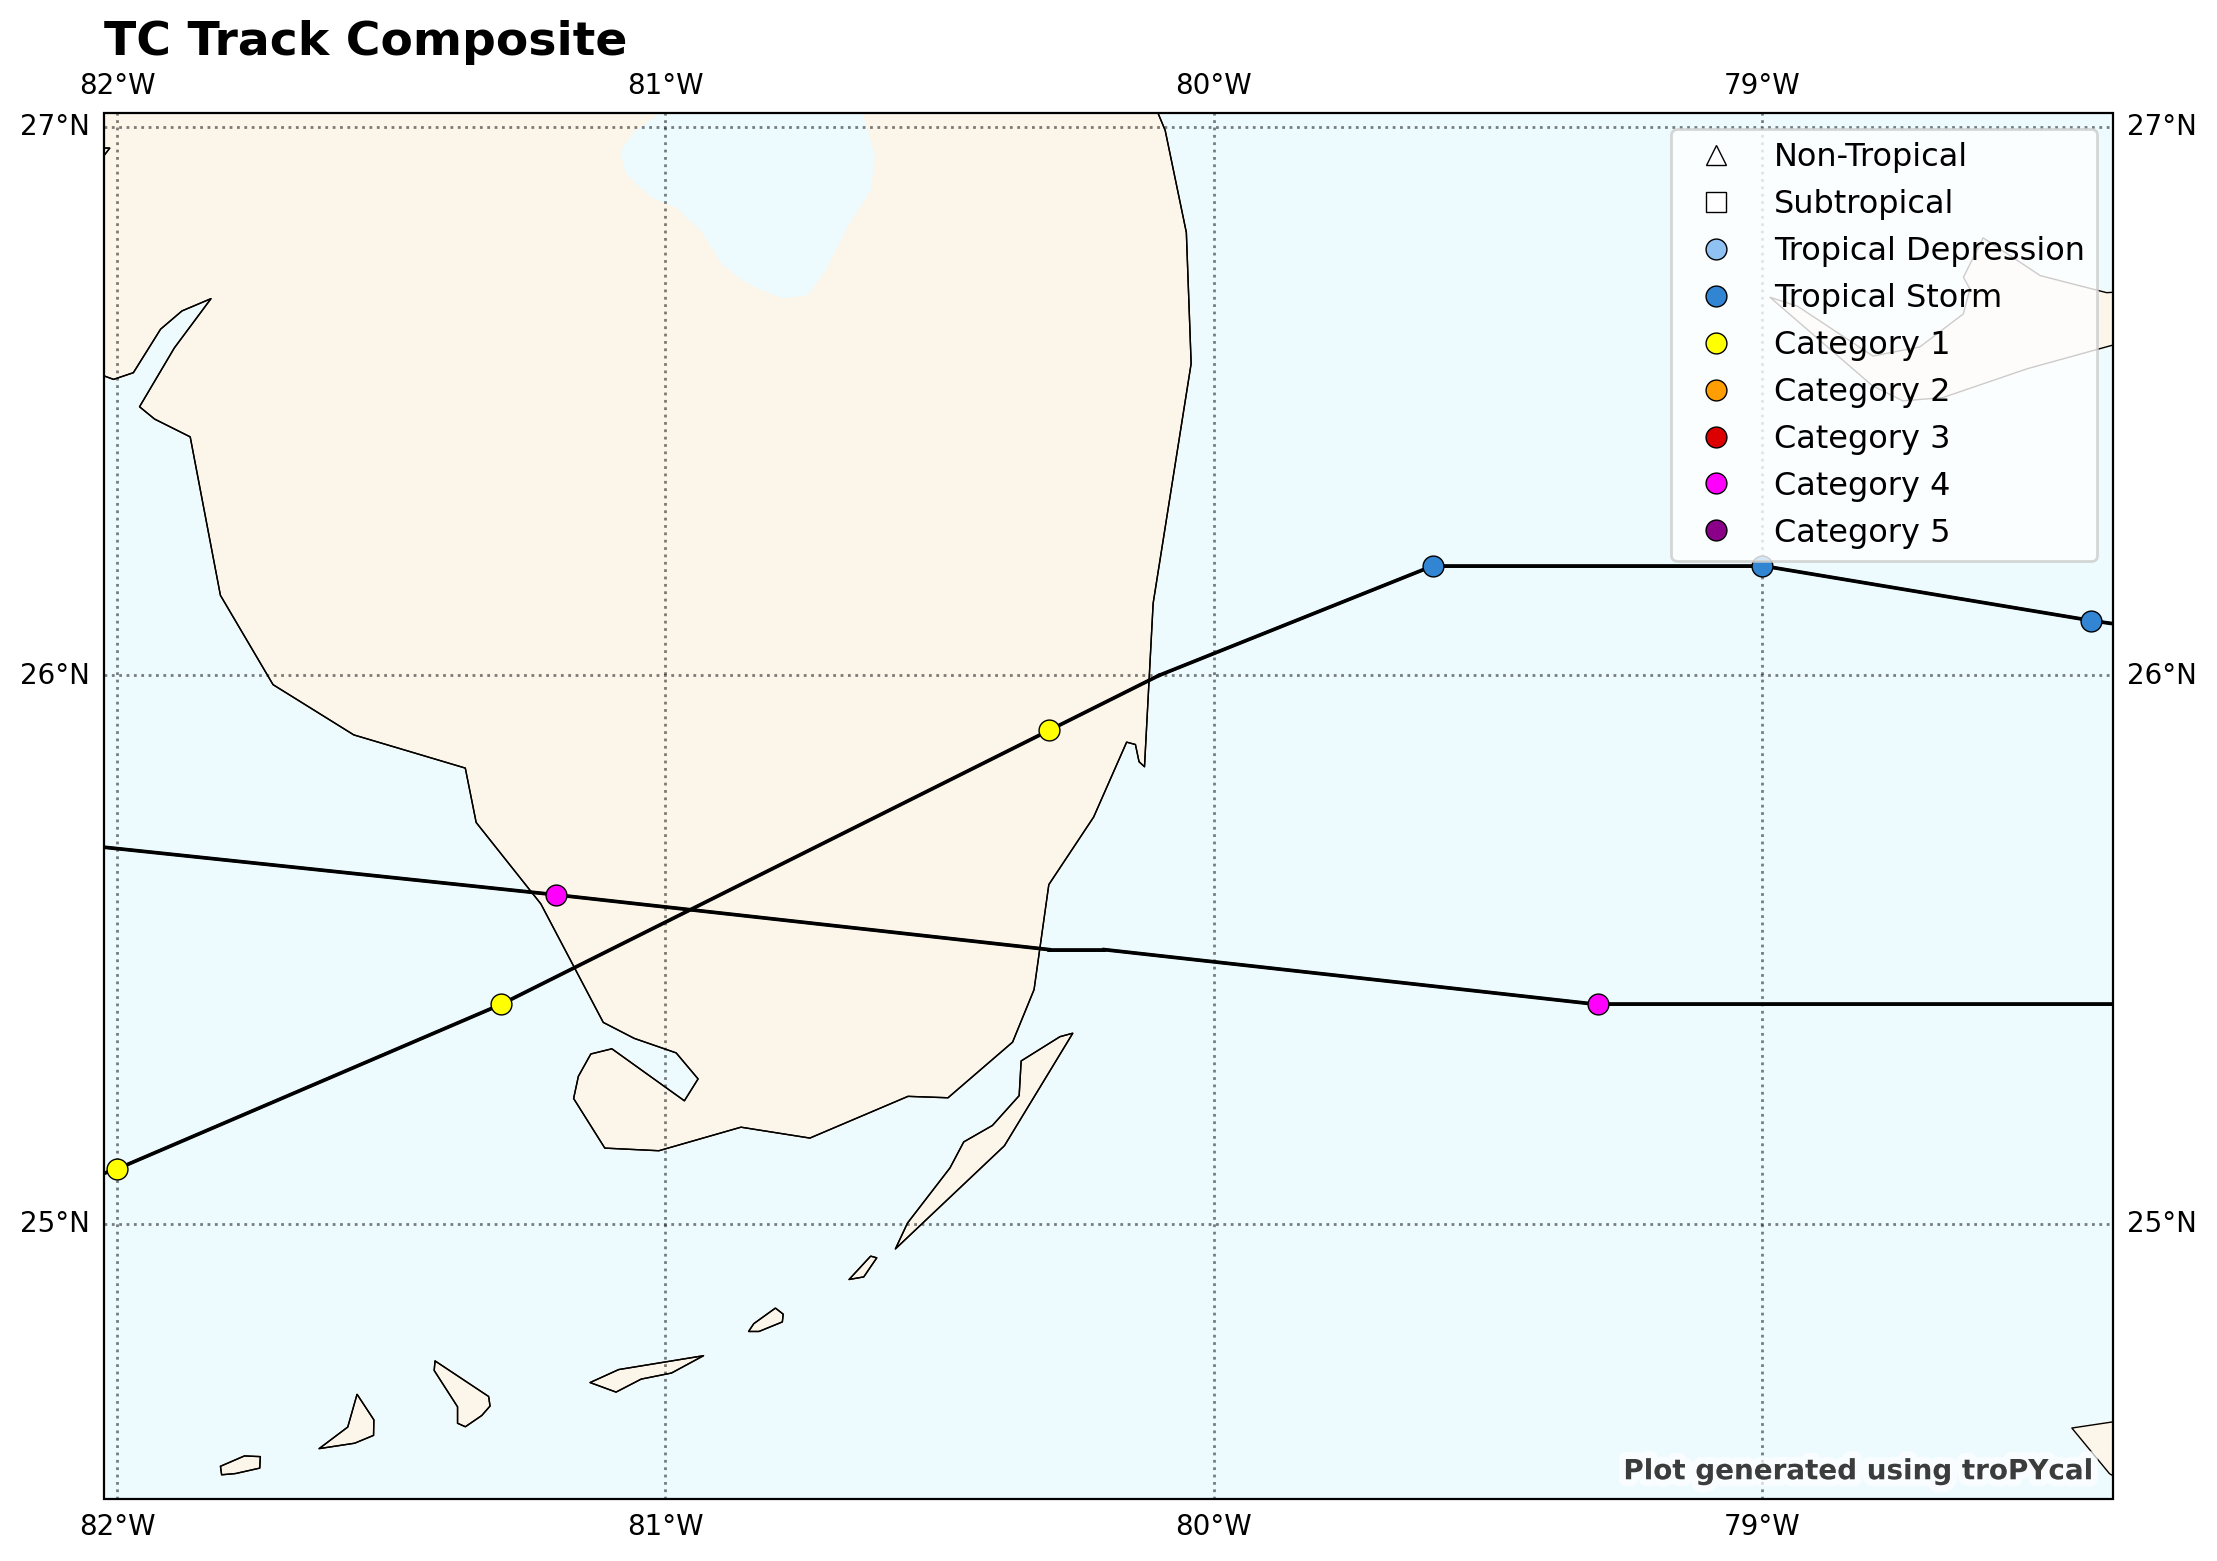 TC Track Composite
82°W 81°W 80°W 79°W
27°N 27°N
Non-Tropical
Subtropical
Tropical Depression
Tropical Storm
Category 1
Category 2
Category 3
Category 4
Category 5
26°N 26°N
25°N 25°N
Plot generated using troPYcal
82°W 81°W 80°W 79°W